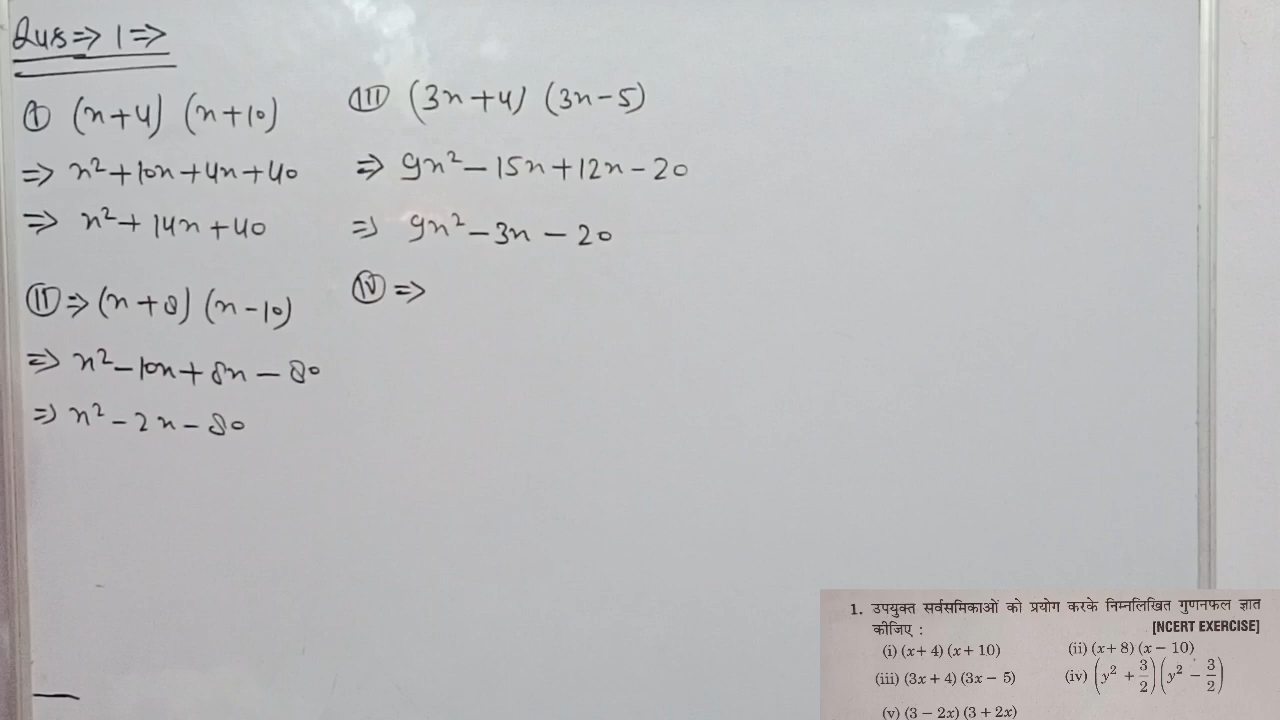 Qus ⇒ 1 ⇒
(I) (x+4) (x+10)
⇒ x²+10x+4x+40
⇒ x²+14x+40
(II) ⇒ (x+8) (x-10)
⇒ x²-10x+8x-80
⇒ x²-2x-80
(III) (3x+4) (3x-5)
⇒ 9x²-15x+12x-20
⇒ 9x²-3x-20
(IV) ⇒
1. उपयुक्त सर्वसमिकाओं को प्रयोग करके निम्नलिखित गुणनफल ज्ञात
कीजिए : [NCERT EXERCISE]
(i) (x+ 4) (x + 10) (ii) (x+ 8) (x − 10)
(iii) (3x + 4) (3x − 5) (iv) (y² + 3/2)(y² − 3/2)
(v) (3 − 2x) (3 + 2x)